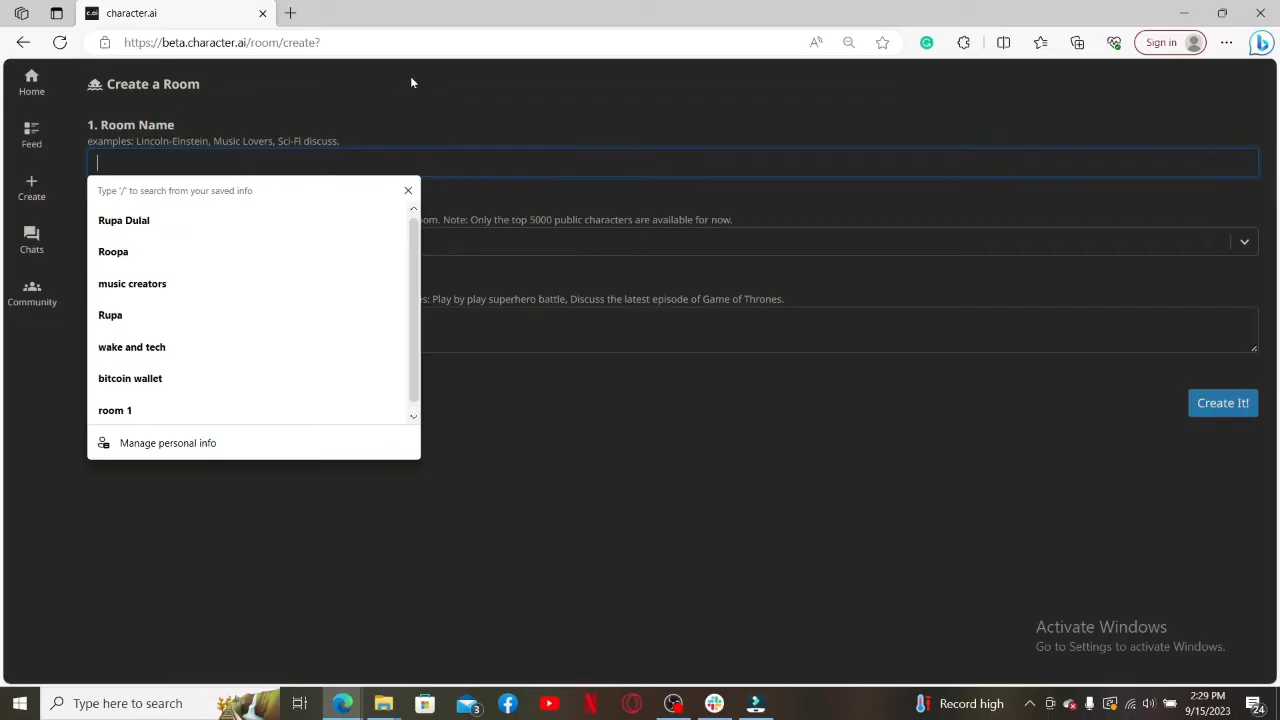 character.ai
https://beta.character.ai/room/create?
Sign in
Home
Feed
Create
Chats
Community
Create a Room
1. Room Name
examples: Lincoln-Einstein, Music Lovers, Sci-Fi discuss.
Type '/' to search from your saved info
Rupa Dulal
Roopa
music creators
Rupa
wake and tech
bitcoin wallet
room 1
Manage personal info
oom. Note: Only the top 5000 public characters are available for now.
es: Play by play superhero battle, Discuss the latest episode of Game of Thrones.
Create It!
Activate Windows
Go to Settings to activate Windows.
Type here to search
3
Record high
2:29 PM
9/15/2023
24